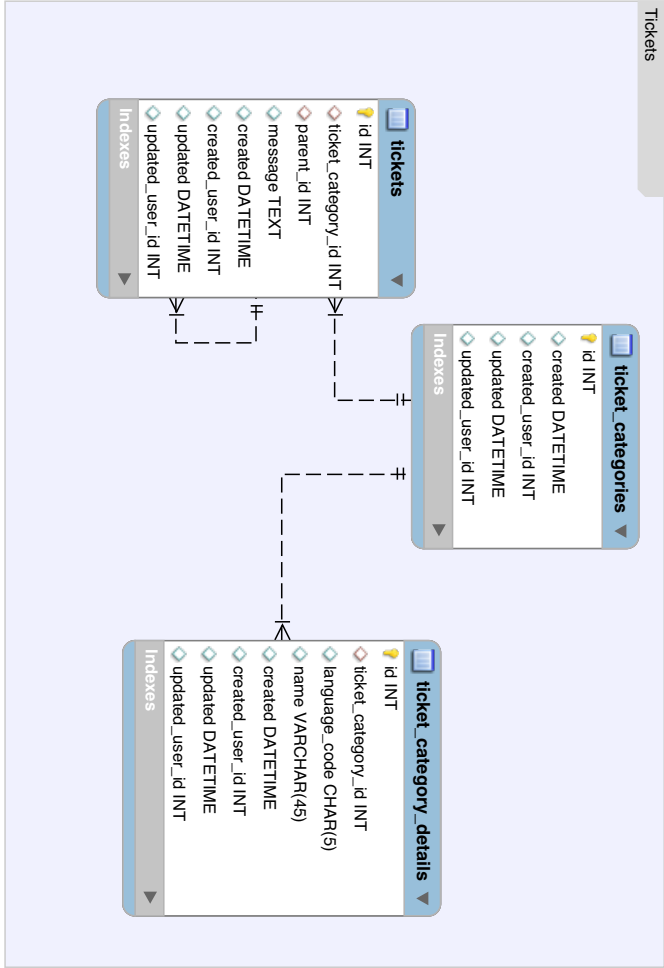 Tickets
tickets
id INT
ticket_category_id INT
parent_id INT
message TEXT
created DATETIME
created_user_id INT
updated DATETIME
updated_user_id INT
Indexes
ticket_categories
id INT
created DATETIME
created_user_id INT
updated DATETIME
updated_user_id INT
Indexes
ticket_category_details
id INT
ticket_category_id INT
language_code CHAR(5)
name VARCHAR(45)
created DATETIME
created_user_id INT
updated DATETIME
updated_user_id INT
Indexes